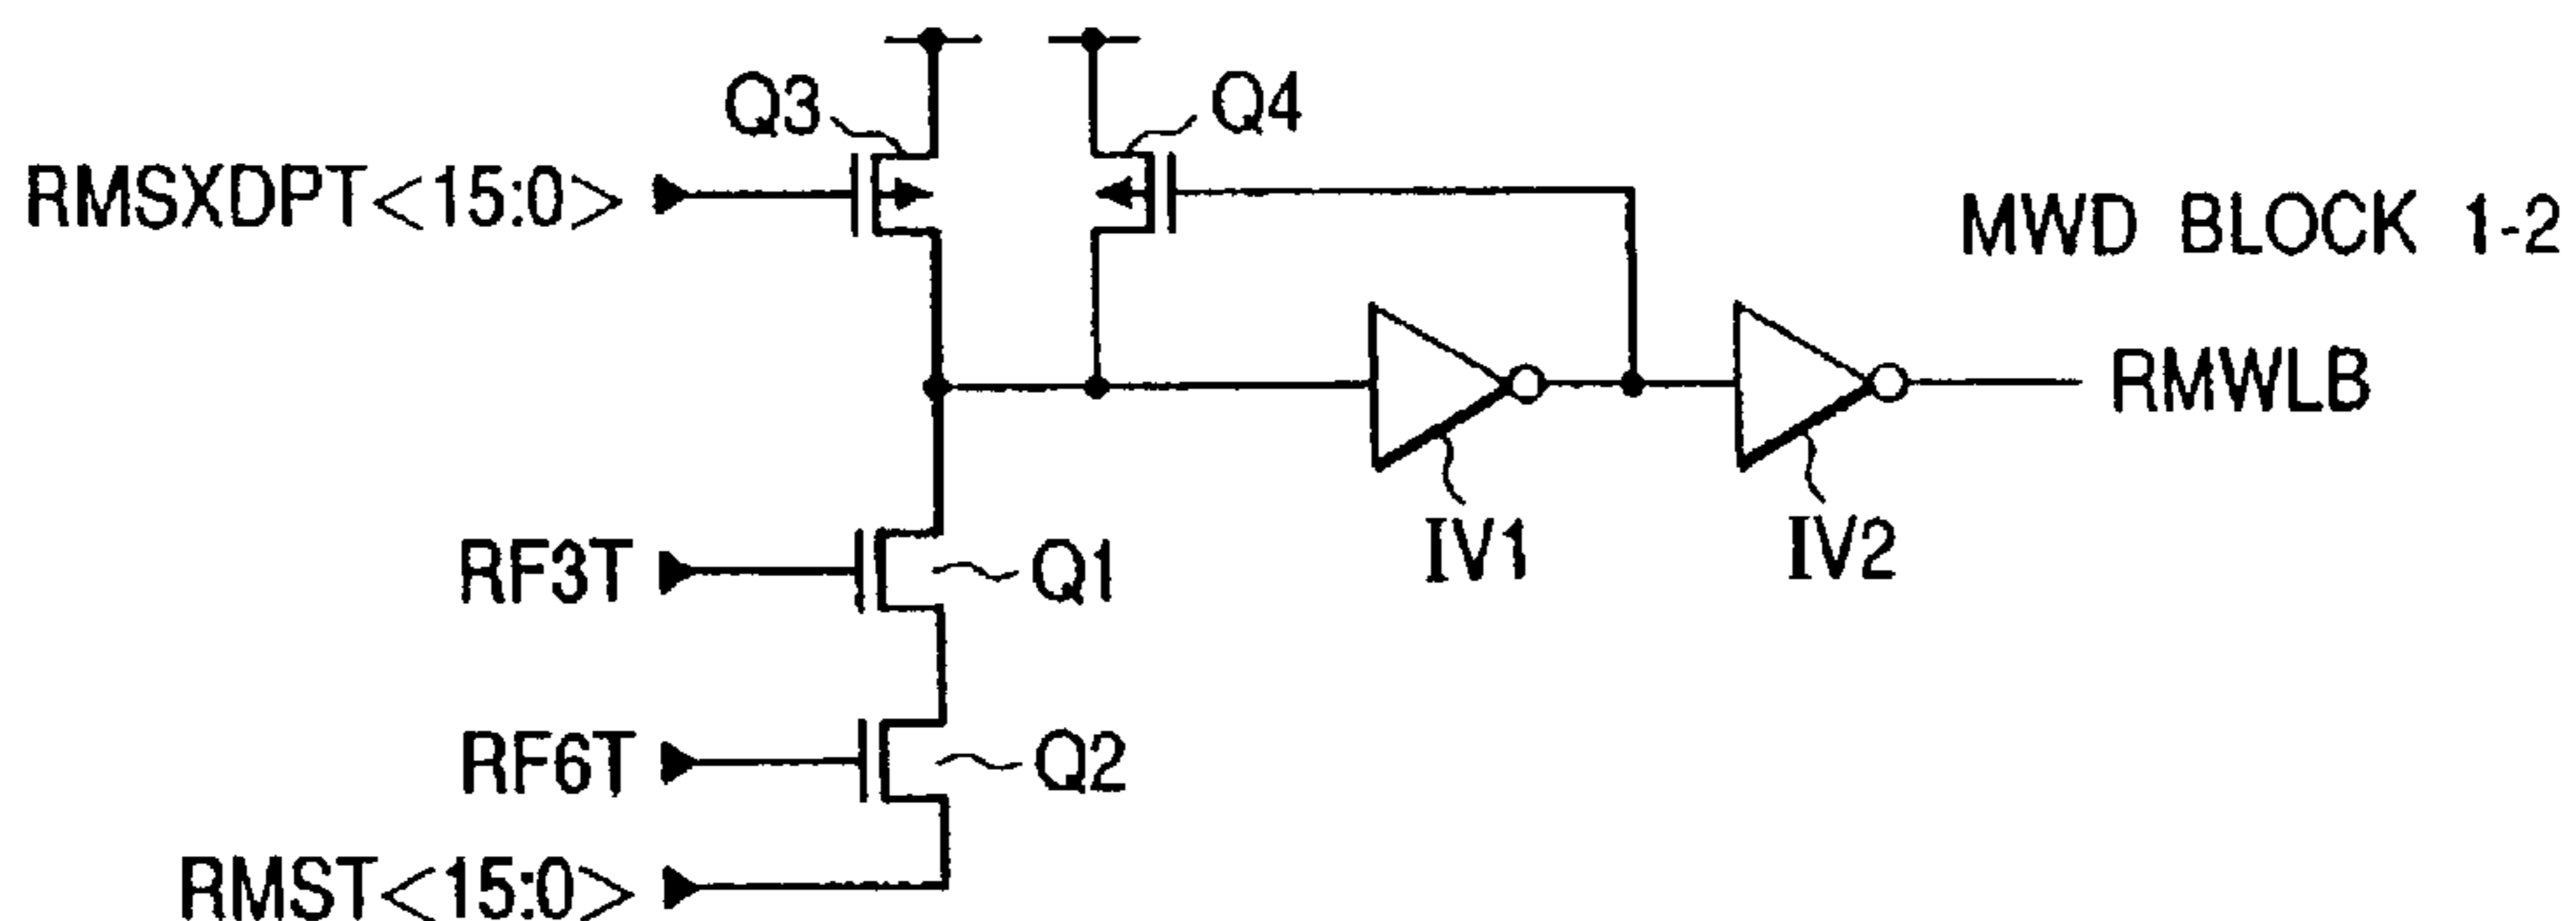 Q3
Q4
RMSXDPT<15:0>
MWD BLOCK 1-2
RMWLB
IV1
IV2
RF3T
Q1
RF6T
Q2
RMST<15:0>